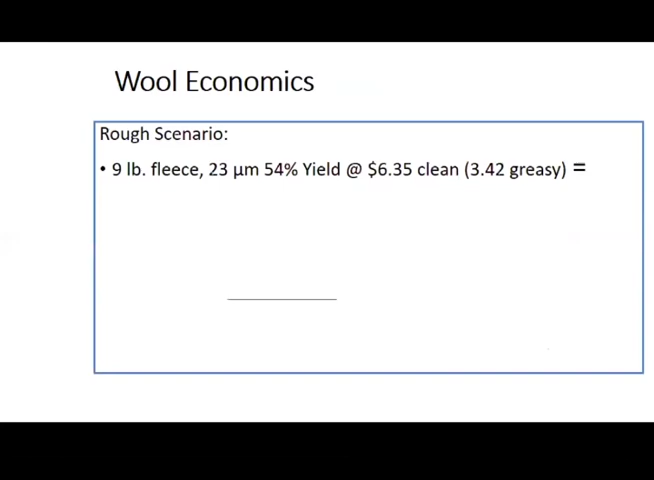 Wool Economics
Rough Scenario:
• 9 lb. fleece, 23 µm 54% Yield @ $6.35 clean (3.42 greasy) =